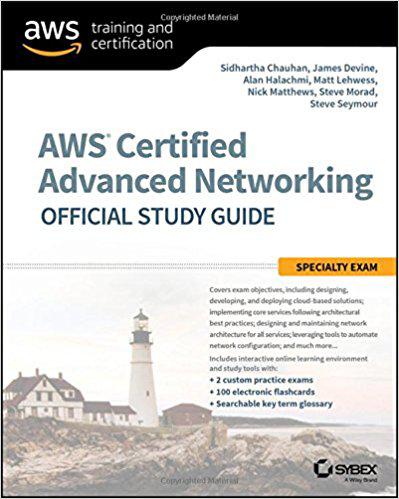 Copyrighted Material
aws
training and
certification
Sidhartha Chauhan, James Devine,
Alan Halachmi, Matt Lehwess,
Nick Matthews, Steve Morad,
Steve Seymour
AWS® Certified
Advanced Networking
OFFICIAL STUDY GUIDE
SPECIALTY EXAM
Covers exam objectives, including designing,
developing, and deploying cloud-based solutions;
implementing core services following architectural
best practices; designing and maintaining network
architecture for all services; leveraging tools to automate
network configuration; and much more...
Includes interactive online learning environment
and study tools with:
+ 2 custom practice exams
+ 100 electronic flashcards
+ Searchable key term glossary
SYBEX
A Wiley Brand
Copyrighted Material